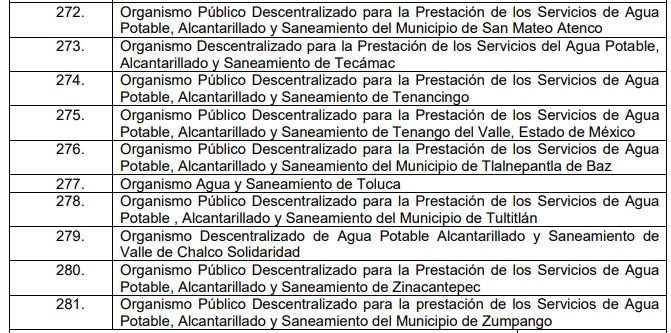 272. Organismo Público Descentralizado para la Prestación de los Servicios de Agua
Potable, Alcantarillado y Saneamiento del Municipio de San Mateo Atenco
273. Organismo Descentralizado para la Prestación de los Servicios del Agua Potable,
Alcantarillado y Saneamiento de Tecámac
274. Organismo Público Descentralizado para la Prestación de los Servicios de Agua
Potable, Alcantarillado y Saneamiento de Tenancingo
275. Organismo Público Descentralizado para la Prestación de los Servicios de Agua
Potable, Alcantarillado y Saneamiento de Tenango del Valle, Estado de México
276. Organismo Público Descentralizado para la Prestación de los Servicios de Agua
Potable, Alcantarillado y Saneamiento del Municipio de Tlalnepantla de Baz
277. Organismo Agua y Saneamiento de Toluca
278. Organismo Público Descentralizado para la Prestación de los Servicios de Agua
Potable , Alcantarillado y Saneamiento del Municipio de Tultitlán
279. Organismo Descentralizado de Agua Potable Alcantarillado y Saneamiento de
Valle de Chalco Solidaridad
280. Organismo Público Descentralizado para la Prestación de los Servicios de Agua
Potable, Alcantarillado y Saneamiento de Zinacantepec
281. Organismo Público Descentralizado para la prestación de los Servicios de Agua
Potable, Alcantarillado y Saneamiento del Municipio de Zumpango